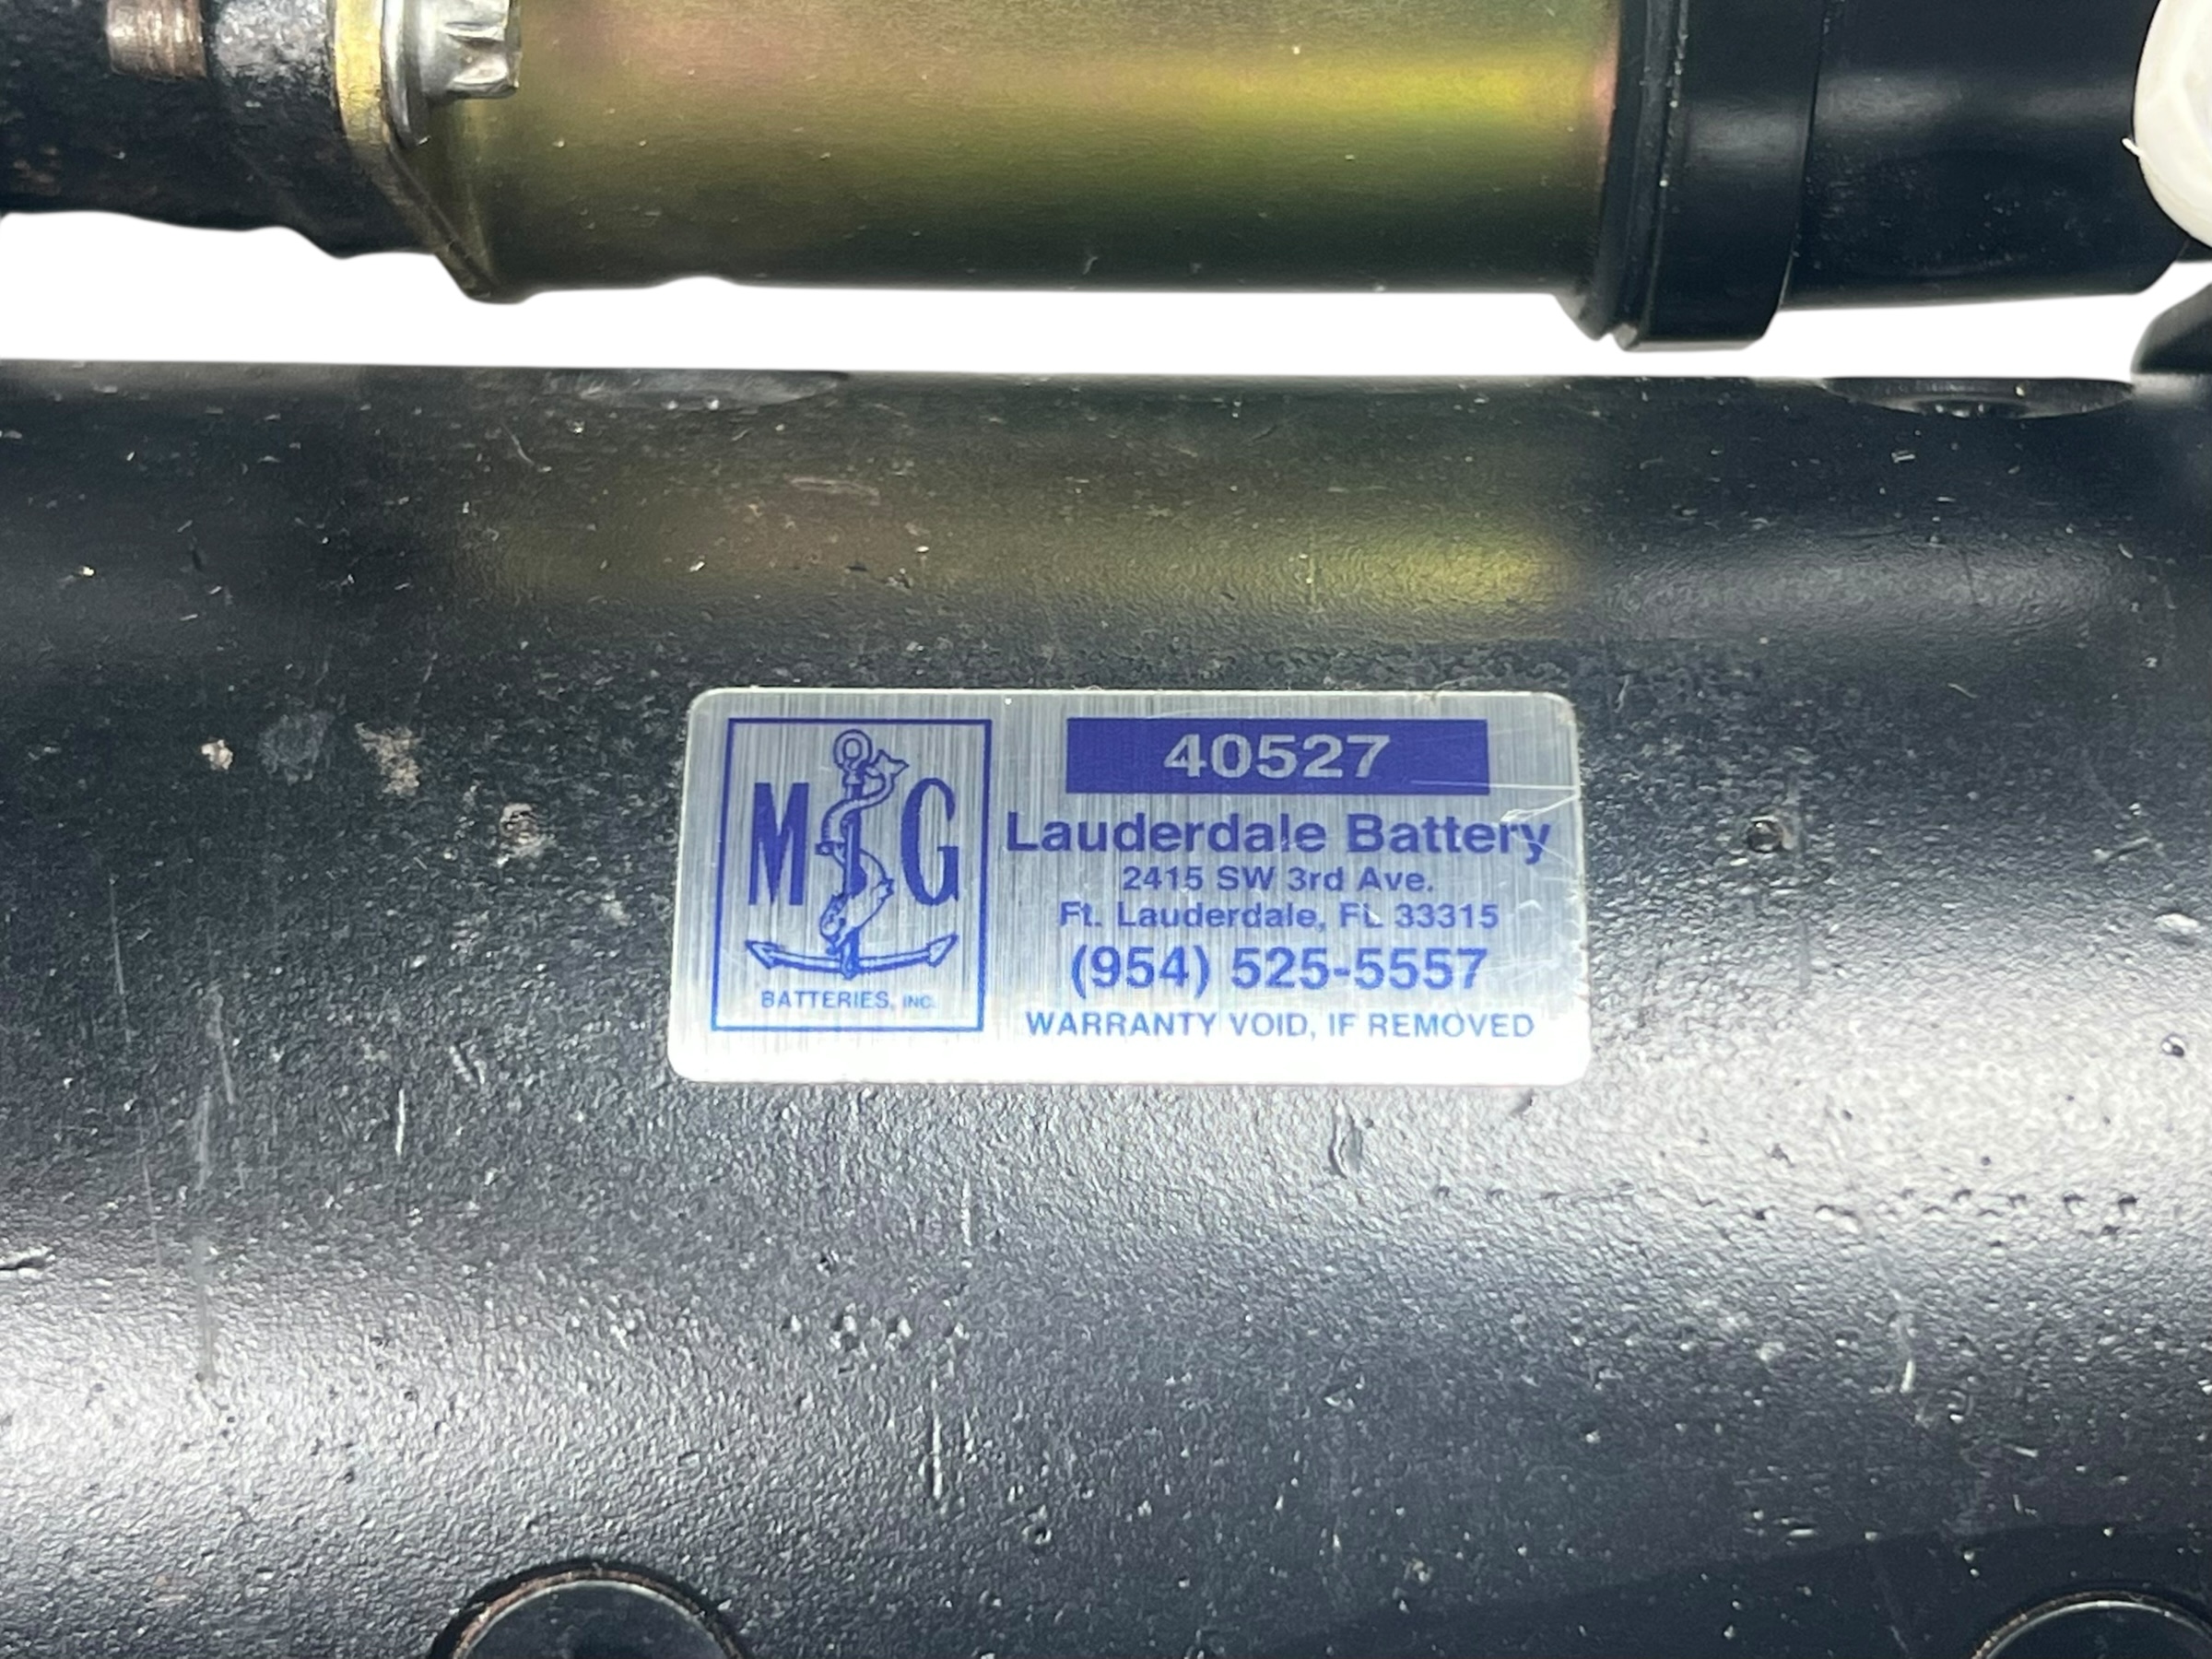 MG
BATTERIES, INC.
40527
Lauderdale Battery
2415 SW 3rd Ave.
Ft. Lauderdale, FL 33315
(954) 525-5557
WARRANTY VOID, IF REMOVED